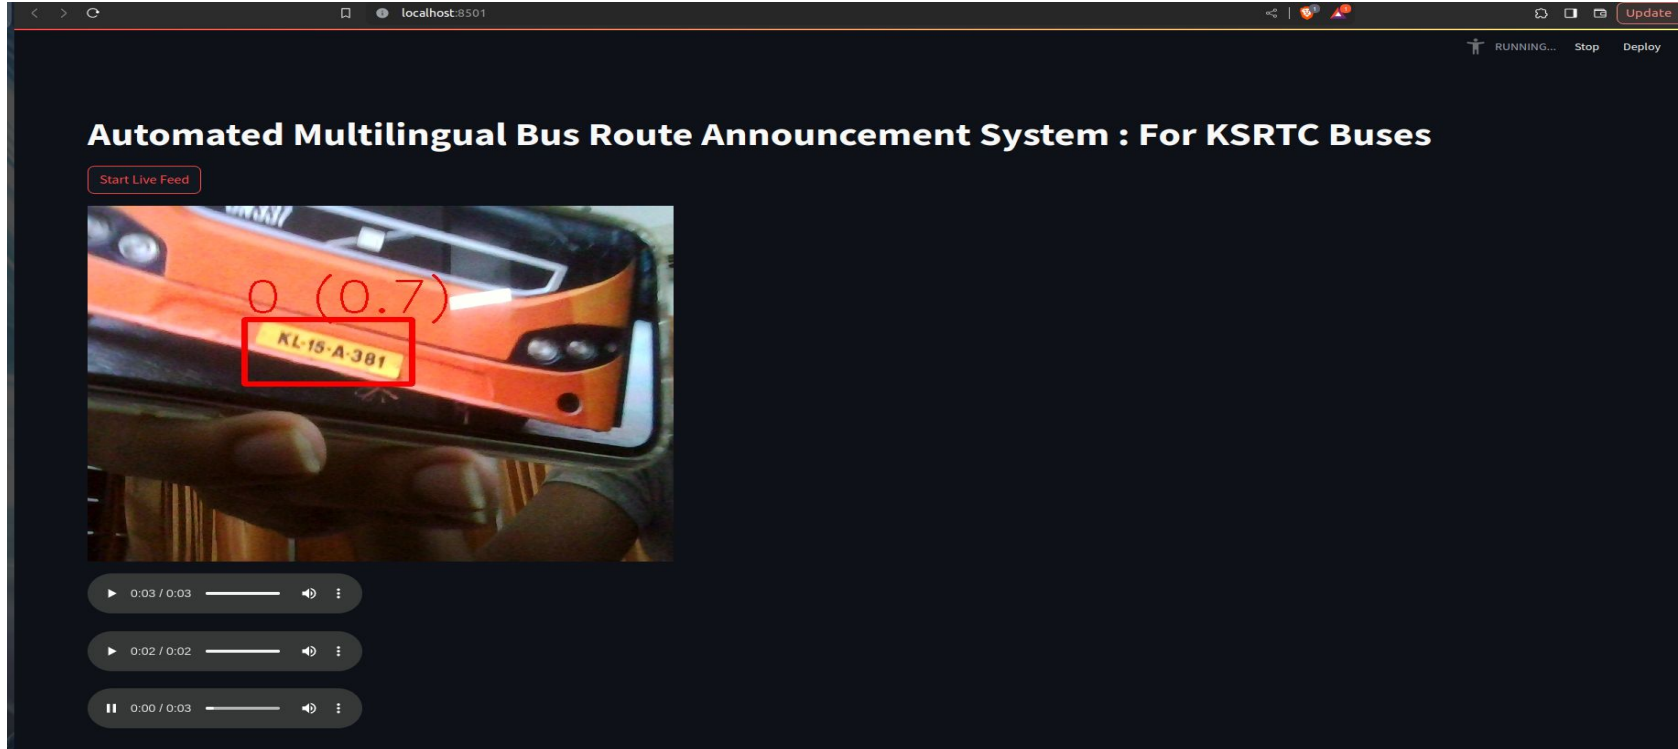 localhost:8501
Update
RUNNING... Stop Deploy
Automated Multilingual Bus Route Announcement System : For KSRTC Buses
Start Live Feed
0 (0.7)
KL-15-A-381
0:03 / 0:03
0:02 / 0:02
0:00 / 0:03